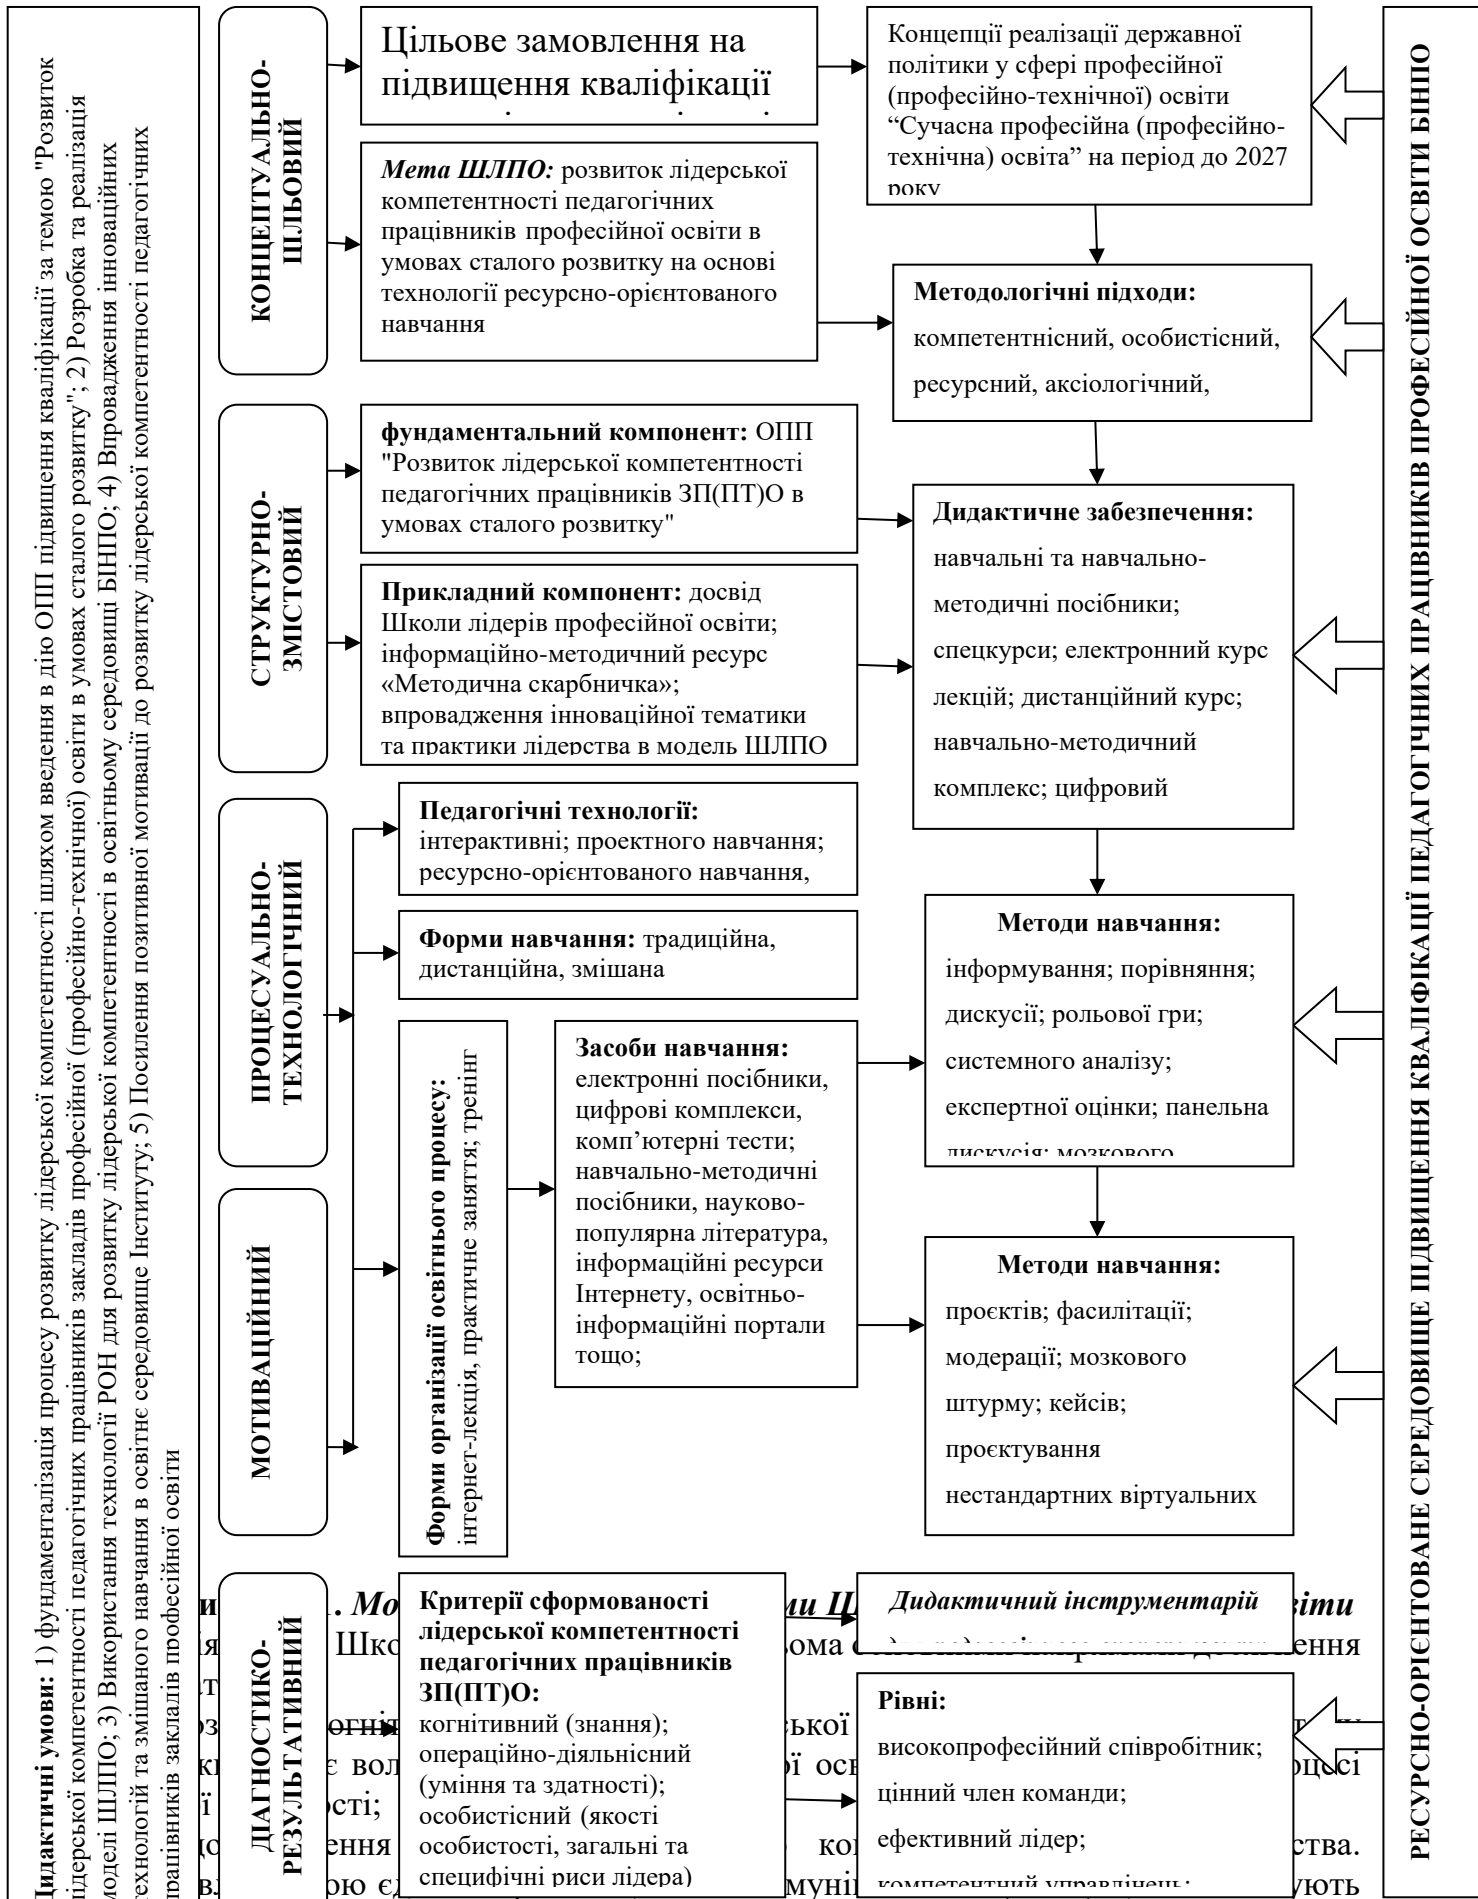 Дидактичні умови: 1) фундаменталізація процесу розвитку лідерської компетентності шляхом введення в дію ОПП підвищення кваліфікації за темою "Розвиток
лідерської компетентності педагогічних працівників закладів професійної (професійно-технічної) освіти в умовах сталого розвитку"; 2) Розробка та реалізація
моделі ШЛПО; 3) Використання технології РОН для розвитку лідерської компетентності в освітньому середовищі БІНПО; 4) Впровадження інноваційних
технологій та змішаного навчання в освітнє середовище Інституту; 5) Посилення позитивної мотивації до розвитку лідерської компетентності педагогічних
працівників закладів професійної освіти
КОНЦЕПТУАЛЬНО-
ЦІЛЬОВИЙ
Цільове замовлення на
підвищення кваліфікації
Концепції реалізації державної
політики у сфері професійної
(професійно-технічної) освіти
“Сучасна професійна (професійно-
технічна) освіта” на період до 2027
року
Мета ШЛПО: розвиток лідерської
компетентності педагогічних
працівників професійної освіти в
умовах сталого розвитку на основі
технології ресурсно-орієнтованого
навчання
Методологічні підходи:
компетентнісний, особистісний,
ресурсний, аксіологічний,
СТРУКТУРНО-
ЗМІСТОВИЙ
фундаментальний компонент: ОПП
"Розвиток лідерської компетентності
педагогічних працівників ЗП(ПТ)О в
умовах сталого розвитку"
Прикладний компонент: досвід
Школи лідерів професійної освіти;
інформаційно-методичний ресурс
«Методична скарбничка»;
впровадження інноваційної тематики
та практики лідерства в модель ШЛПО
Дидактичне забезпечення:
навчальні та навчально-
методичні посібники;
спецкурси; електронний курс
лекцій; дистанційний курс;
навчально-методичний
комплекс; цифровий
ПРОЦЕСУАЛЬНО-
ТЕХНОЛОГІЧНИЙ
Педагогічні технології:
інтерактивні; проектного навчання;
ресурсно-орієнтованого навчання,
Форми навчання: традиційна,
дистанційна, змішана
Форми організації освітнього процесу:
інтернет-лекція, практичне заняття; тренінг
Засоби навчання:
електронні посібники,
цифрові комплекси,
комп’ютерні тести;
навчально-методичні
посібники, науково-
популярна література,
інформаційні ресурси
Інтернету, освітньо-
інформаційні портали
тощо;
Методи навчання:
інформування; порівняння;
дискусії; рольової гри;
системного аналізу;
експертної оцінки; панельна
дискусія; мозкового
МОТИВАЦІЙНИЙ
Методи навчання:
проєктів; фасилітації;
модерації; мозкового
штурму; кейсів;
проєктування
нестандартних віртуальних
ДІАГНОСТИКО-
РЕЗУЛЬТАТИВНИЙ
Критерії сформованості
лідерської компетентності
педагогічних працівників
ЗП(ПТ)О:
когнітивний (знання);
операційно-діяльнісний
(уміння та здатності);
особистісний (якості
особистості, загальні та
специфічні риси лідера)
Дидактичний інструментарій
Рівні:
високопрофесійний співробітник;
цінний член команди;
ефективний лідер;
компетентний управлінець;
РЕСУРСНО-ОРІЄНТОВАНЕ СЕРЕДОВИЩЕ ПІДВИЩЕННЯ КВАЛІФІКАЦІЇ ПЕДАГОГІЧНИХ ПРАЦІВНИКІВ ПРОФЕСІЙНОЇ ОСВІТИ БІНПО